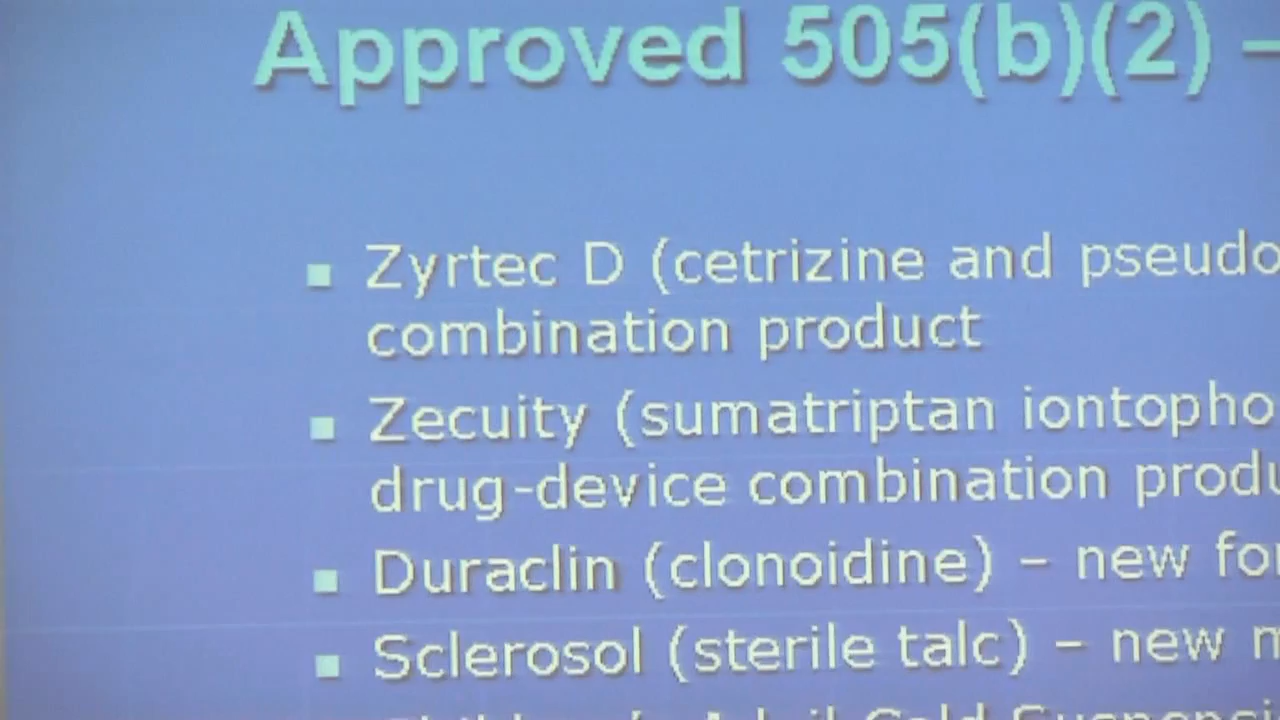 Approved 505(b)(2) –
▪ Zyrtec D (cetrizine and pseudo
combination product
▪ Zecuity (sumatriptan iontopho
drug-device combination produ
▪ Duraclin (clonoidine) – new for
▪ Sclerosol (sterile talc) – new m